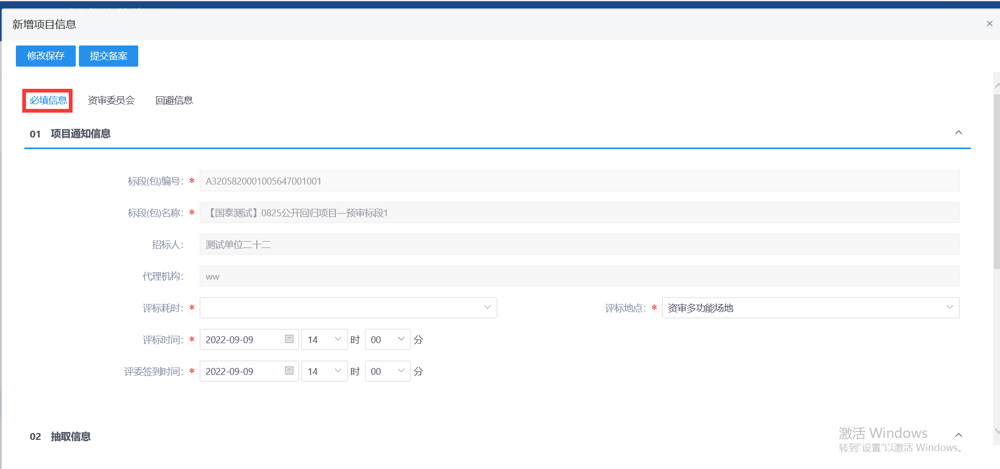 新增项目信息
×
修改保存 提交备案
必填信息 资审委员会 回避信息
01 项目通知信息
标段(包)编号: * A3205820001005647001001
标段(包)名称: * 【国泰测试】0825公开回归项目—预审标段1
招标人: 测试单位二十二
代理机构: ww
评标耗时: * 评标地点: * 资审多功能场地
评标时间: * 2022-09-09 14 时 00 分
评委签到时间: * 2022-09-09 14 时 00 分
02 抽取信息
激活 Windows
转到“设置”以激活 Windows。